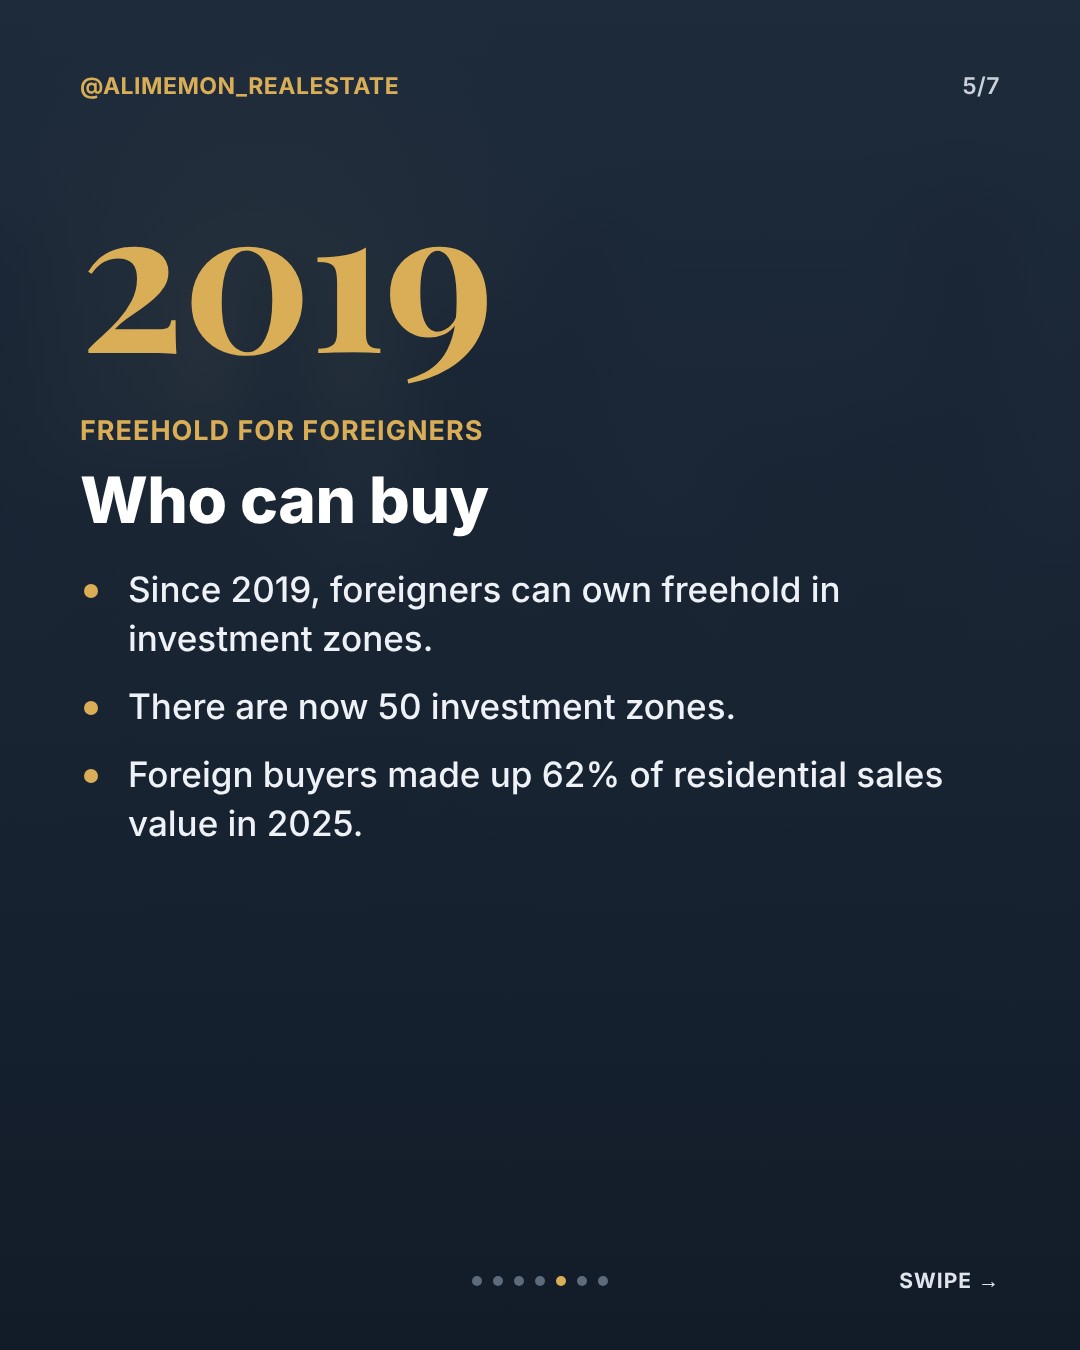 @ALIMEMON_REALESTATE
5/7
2019
FREEHOLD FOR FOREIGNERS
Who can buy
• Since 2019, foreigners can own freehold in
investment zones.
• There are now 50 investment zones.
• Foreign buyers made up 62% of residential sales
value in 2025.
SWIPE →